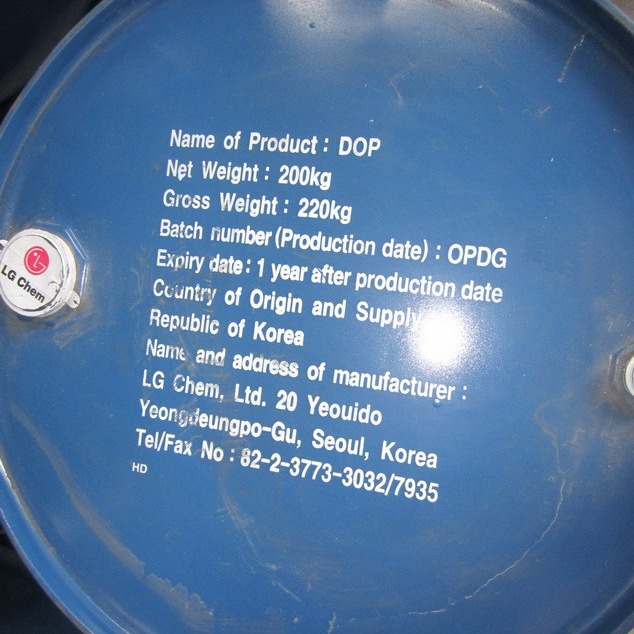 Name of Product : DOP
Net Weight : 200kg
Gross Weight : 220kg
Batch number (Production date) : OPDG
Expiry date : 1 year after production date
Country of Origin and Supply
Republic of Korea
Name and address of manufacturer :
LG Chem, Ltd. 20 Yeouido
Yeongdeungpo-Gu, Seoul, Korea
Tel/Fax No : 82-2-3773-3032/7935
HD
LG Chem